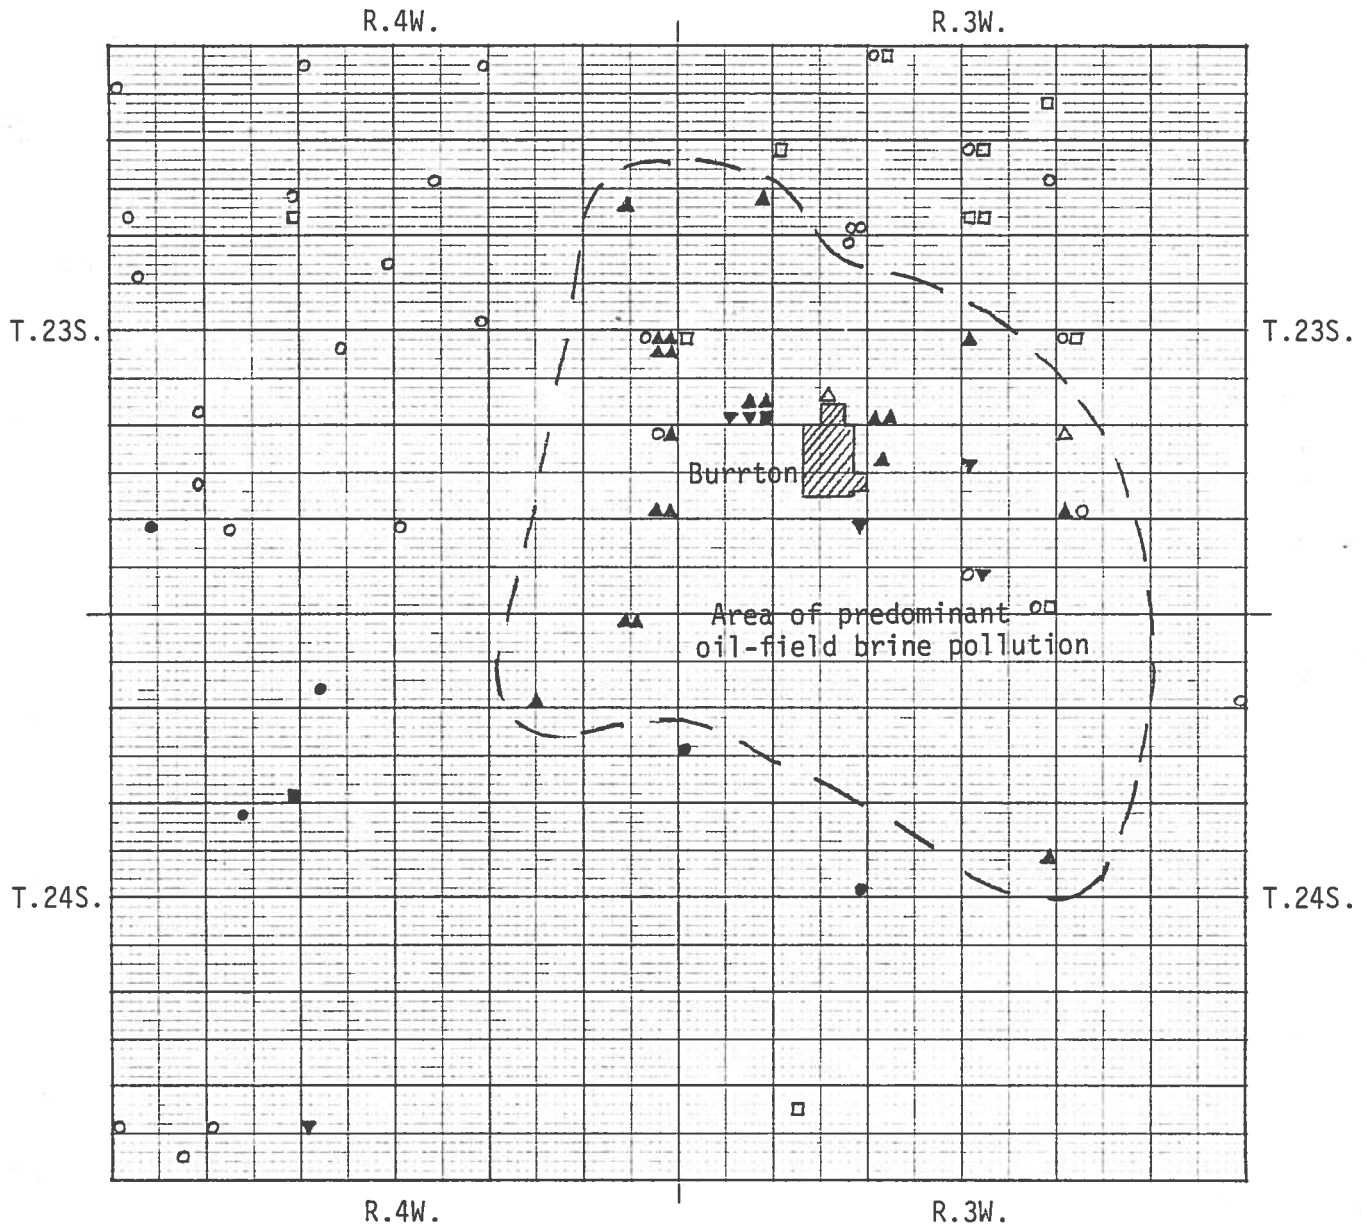 R.4W. R.3W.
T.23S. T.23S.
Burrton
Area of predominant
oil-field brine pollution
T.24S. T.24S.
R.4W. R.3W.